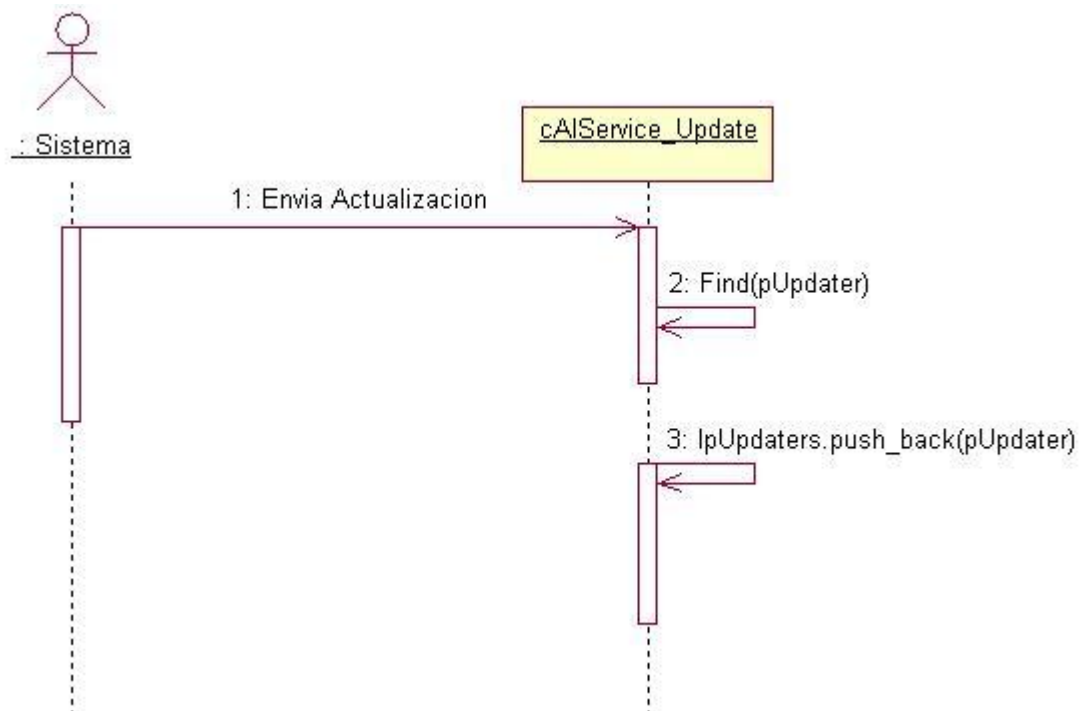 : Sistema
cAIService_Update
1: Envia Actualizacion
2: Find(pUpdater)
3: lpUpdaters.push_back(pUpdater)